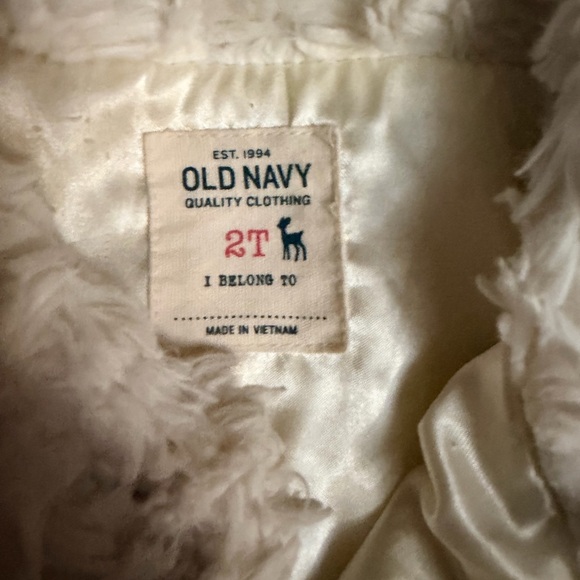 EST. 1994
OLD NAVY
QUALITY CLOTHING
2T
I BELONG TO
MADE IN VIETNAM